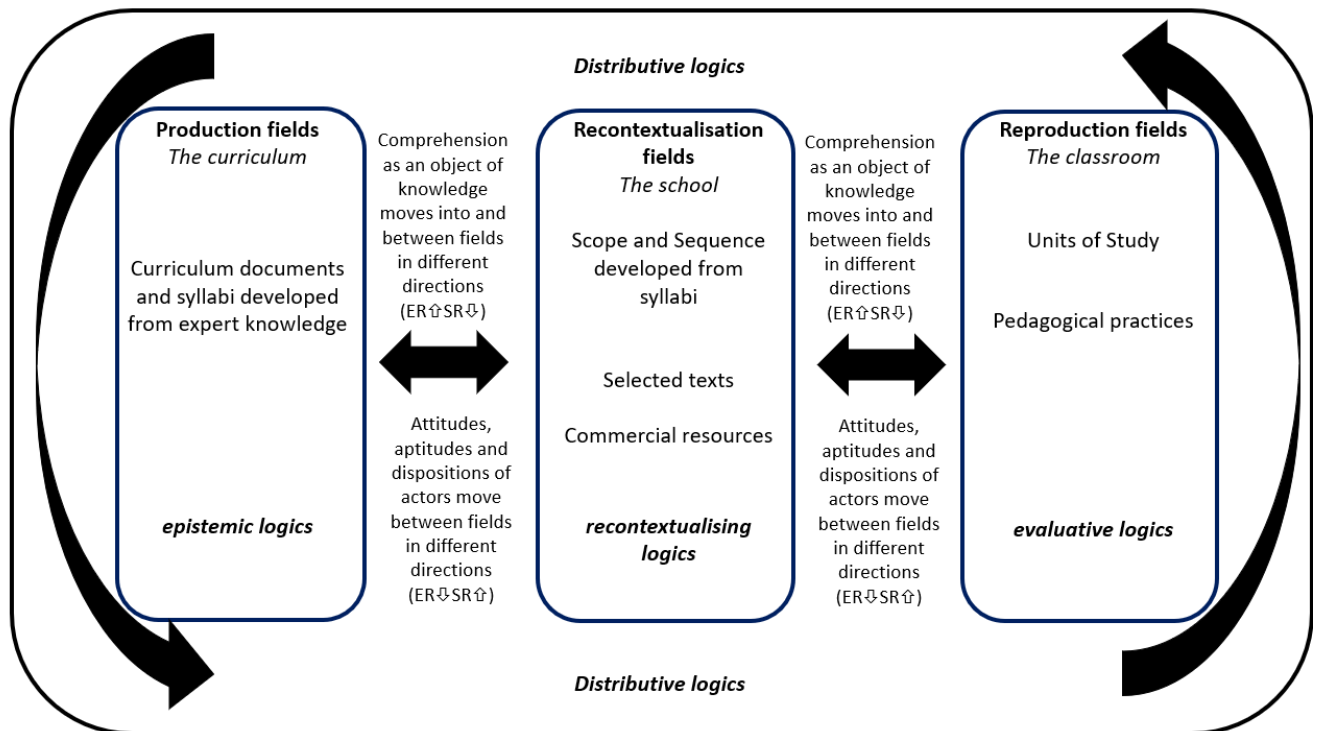 Distributive logics
Production fields
The curriculum
Curriculum documents
and syllabi developed
from expert knowledge
epistemic logics
Comprehension
as an object of
knowledge
moves into and
between fields
in different
directions
(ER⇧SR⇩)
Attitudes,
aptitudes and
dispositions of
actors move
between fields
in different
directions
(ER⇩SR⇧)
Recontextualisation
fields
The school
Scope and Sequence
developed from
syllabi
Selected texts
Commercial resources
recontextualising
logics
Comprehension
as an object of
knowledge
moves into and
between fields
in different
directions
(ER⇧SR⇩)
Attitudes,
aptitudes and
dispositions of
actors move
between fields
in different
directions
(ER⇩SR⇧)
Reproduction fields
The classroom
Units of Study
Pedagogical practices
evaluative logics
Distributive logics